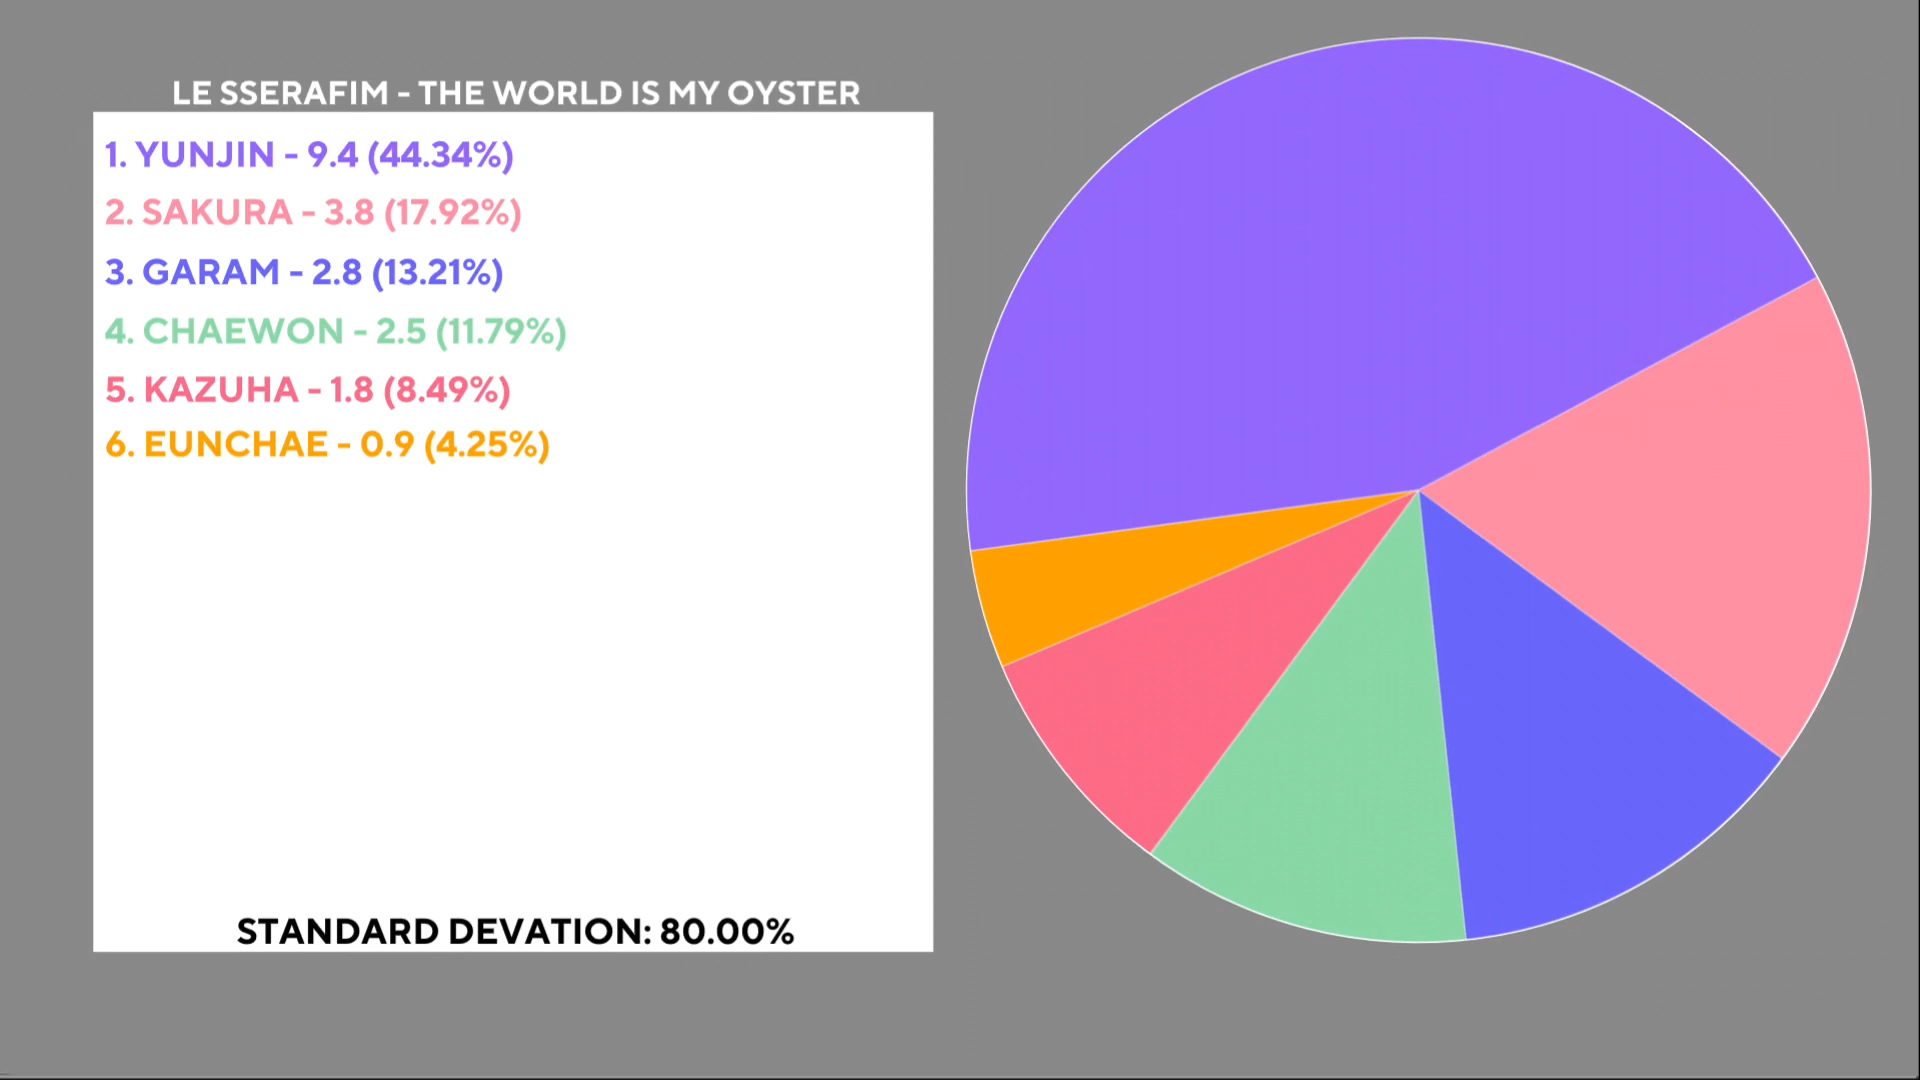 LE SSERAFIM - THE WORLD IS MY OYSTER
1. YUNJIN - 9.4 (44.34%)
2. SAKURA - 3.8 (17.92%)
3. GARAM - 2.8 (13.21%)
4. CHAEWON - 2.5 (11.79%)
5. KAZUHA - 1.8 (8.49%)
6. EUNCHAE - 0.9 (4.25%)
STANDARD DEVATION: 80.00%